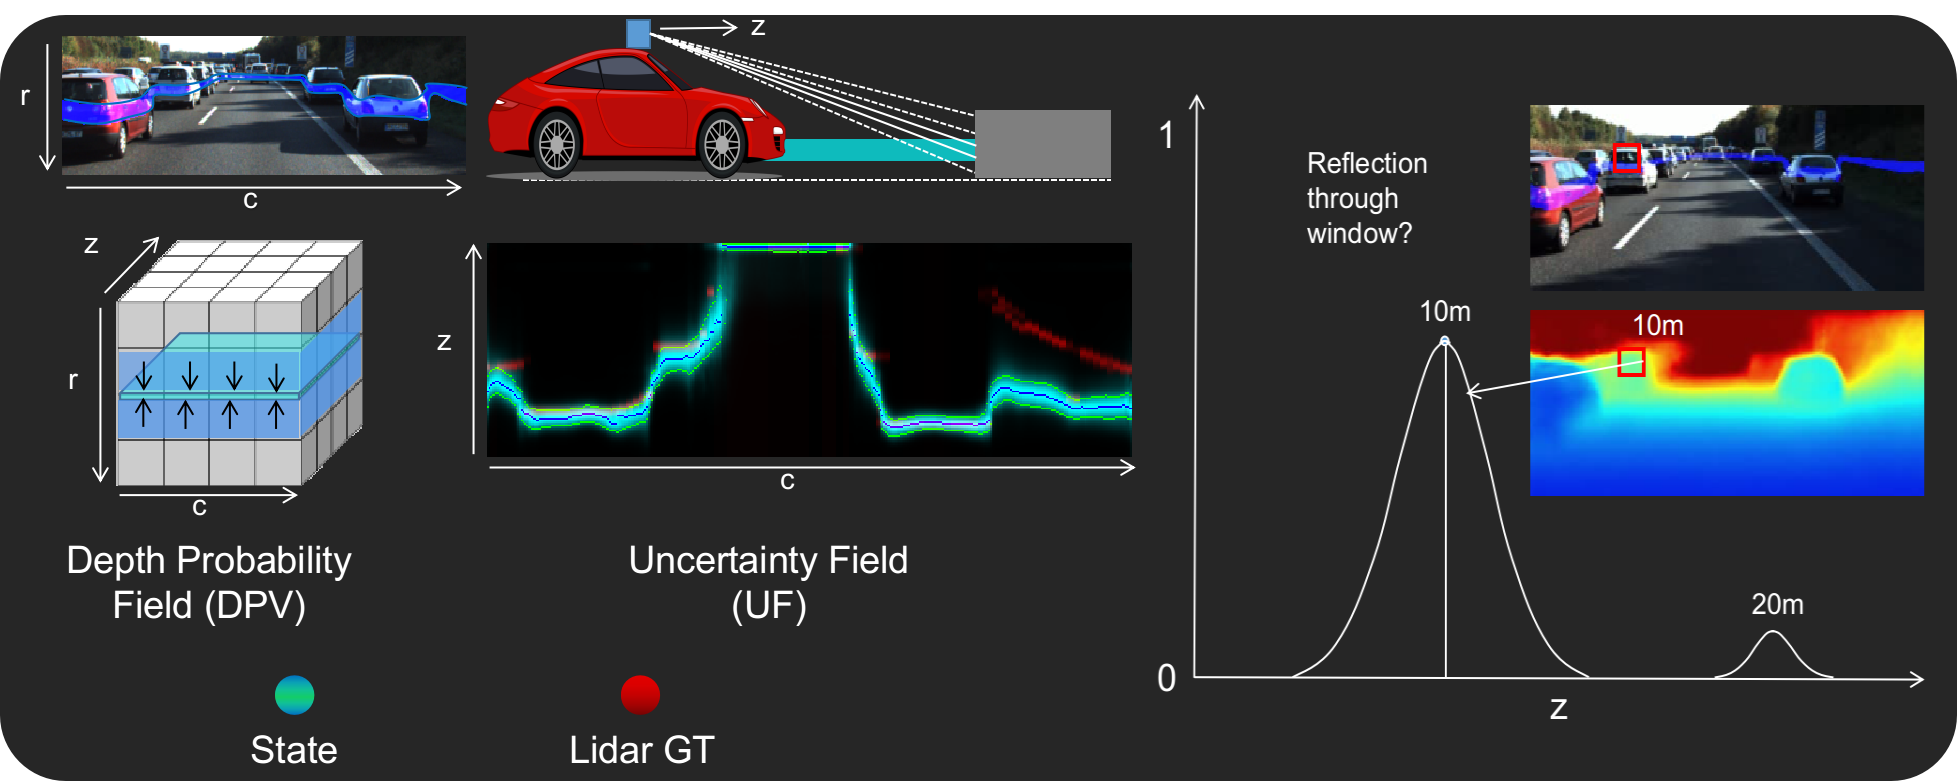 r
c
z
z
r
c
z
c
Depth Probability
Field (DPV)
Uncertainty Field
(UF)
State
Lidar GT
1
0
z
Reflection
through
window?
10m
10m
20m